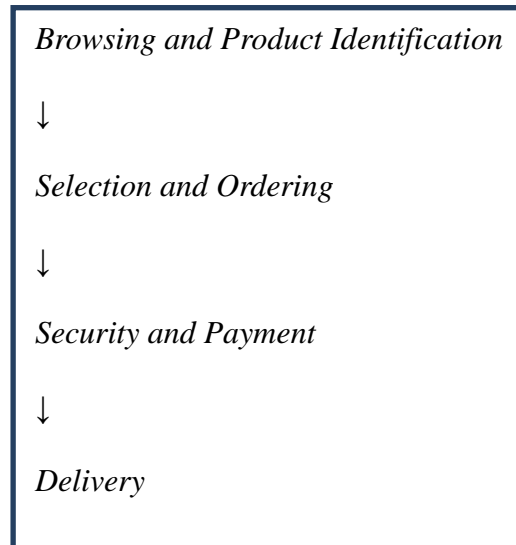 Browsing and Product Identification
↓
Selection and Ordering
↓
Security and Payment
↓
Delivery